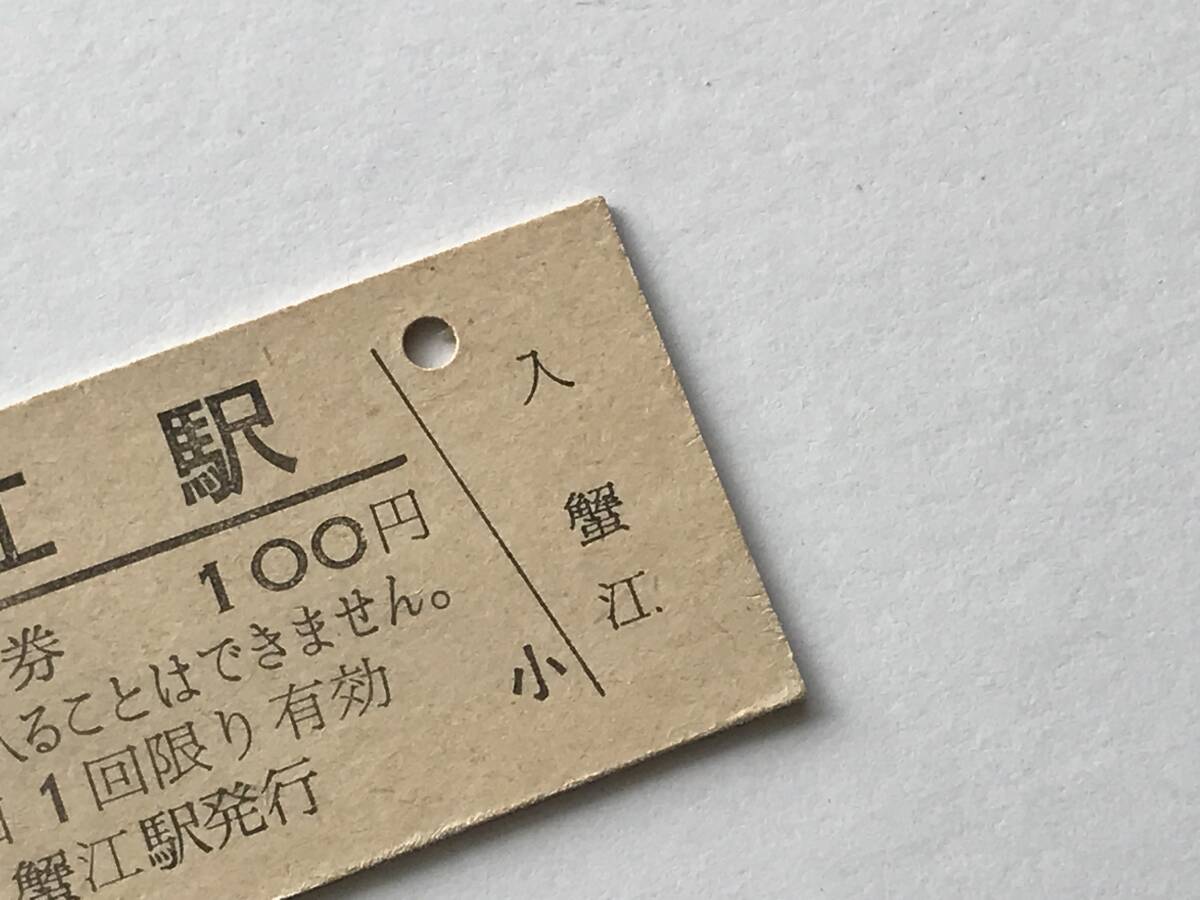 江 駅
100円
券
入ることはできません。
1回限り有効
蟹江駅発行
小
入
蟹
江